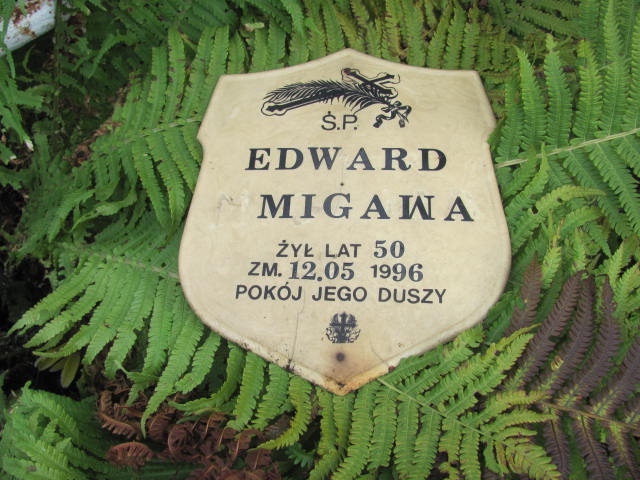 Ś.P.
EDWARD
MIGAWA
ŻYŁ LAT 50
ZM. 12.05 1996
POKÓJ JEGO DUSZY